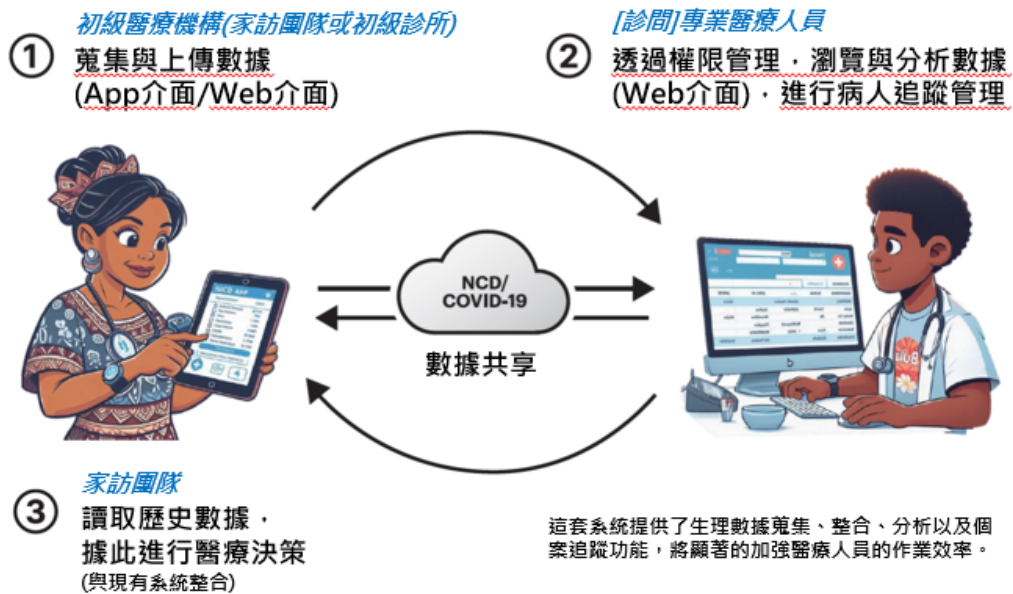 初級醫療機構(家訪團隊或初級診所)
① 蒐集與上傳數據
(App介面/Web介面)
[診問]專業醫療人員
② 透過權限管理，瀏覽與分析數據
(Web介面)，進行病人追蹤管理
NCD APP
NCD/
COVID-19
數據共享
家訪團隊
③ 讀取歷史數據，
據此進行醫療決策
(與現有系統整合)
這套系統提供了生理數據蒐集、整合、分析以及個
案追蹤功能，將顯著的加強醫療人員的作業效率。